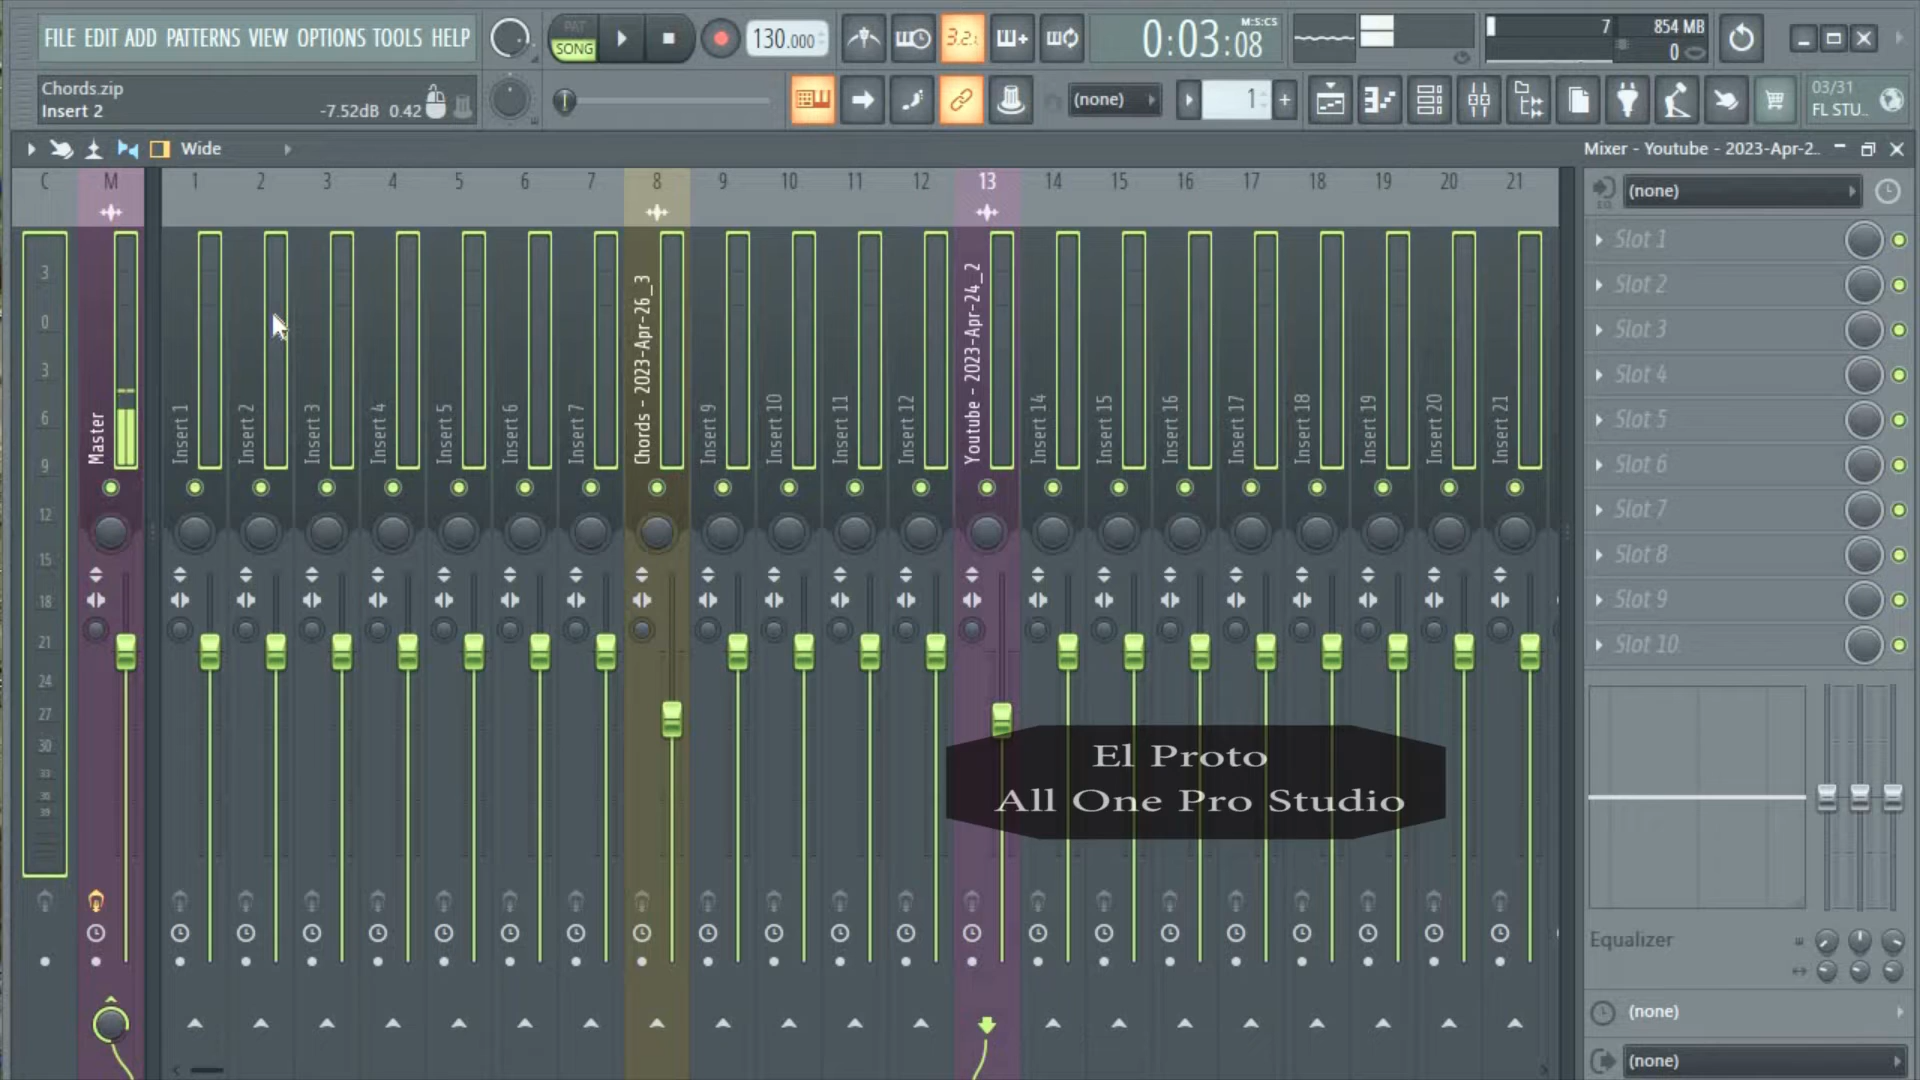 FILE EDIT ADD PATTERNS VIEW OPTIONS TOOLS HELP
PAT
SONG
130.000
3.2.
0:03:08
M:S:CS
7
854 MB
0
Chords.zip
Insert 2
-7.52dB 0.42
(none)
1
03/31
FL STU..
Wide
Mixer - Youtube - 2023-Apr-2..
C M 1 2 3 4 5 6 7 8 9 10 11 12 13 14 15 16 17 18 19 20 21
3
0
3
6
9
12
15
18
21
24
27
30
33
36
39
Master
Insert 1
Insert 2
Insert 3
Insert 4
Insert 5
Insert 6
Insert 7
Chords - 2023-Apr-26_3
Insert 9
Insert 10
Insert 11
Insert 12
Youtube - 2023-Apr-24_2
Insert 14
Insert 15
Insert 16
Insert 17
Insert 18
Insert 19
Insert 20
Insert 21
El Proto
All One Pro Studio
(none)
EQ
Slot 1
Slot 2
Slot 3
Slot 4
Slot 5
Slot 6
Slot 7
Slot 8
Slot 9
Slot 10
Equalizer
(none)
(none)